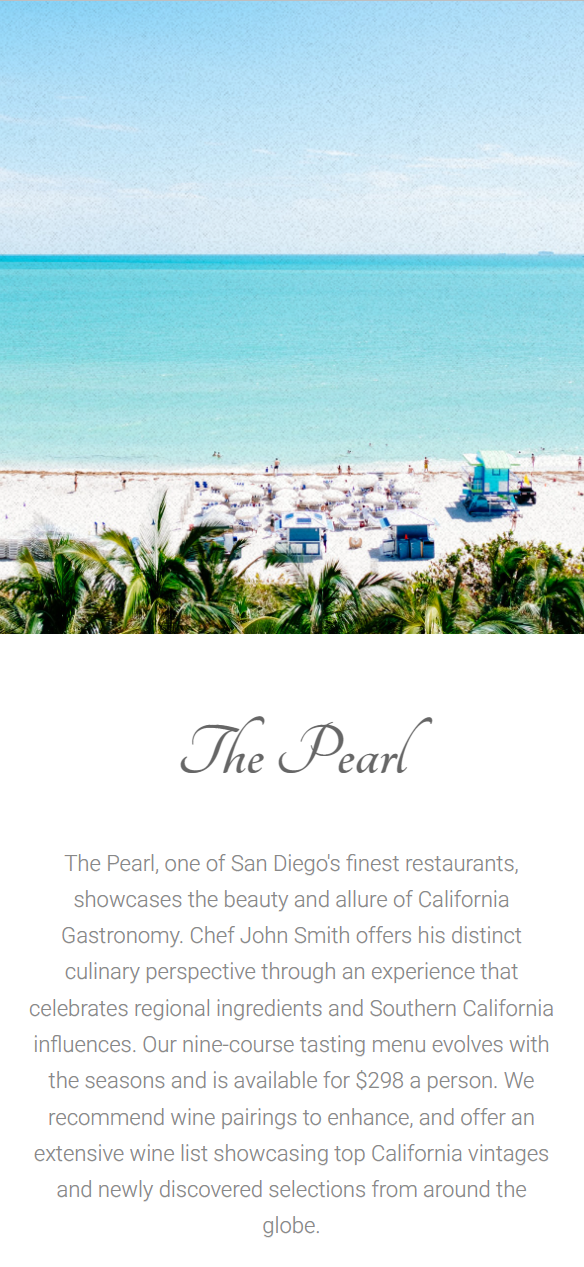 The Pearl
The Pearl, one of San Diego's finest restaurants,
showcases the beauty and allure of California
Gastronomy. Chef John Smith offers his distinct
culinary perspective through an experience that
celebrates regional ingredients and Southern California
influences. Our nine-course tasting menu evolves with
the seasons and is available for $298 a person. We
recommend wine pairings to enhance, and offer an
extensive wine list showcasing top California vintages
and newly discovered selections from around the
globe.